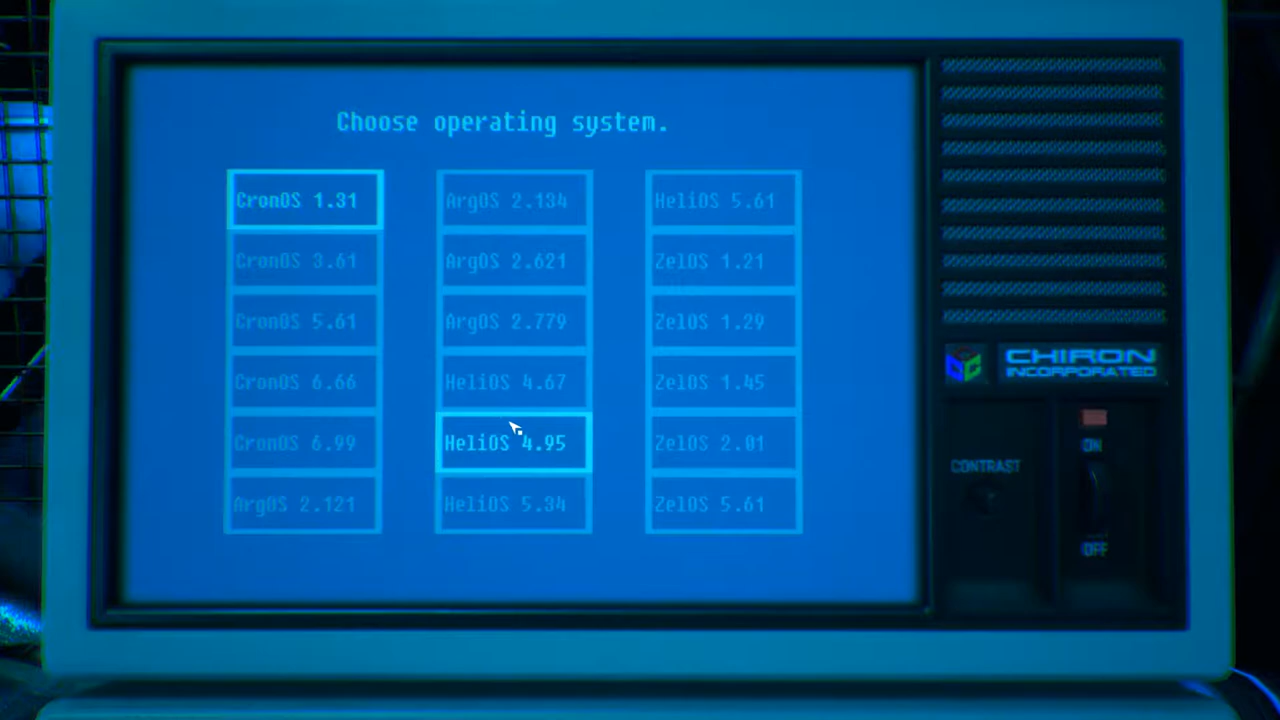 Choose operating system.
CronOS 1.31
CronOS 3.61
CronOS 5.61
CronOS 6.66
CronOS 6.99
ArgOS 2.121
ArgOS 2.134
ArgOS 2.621
ArgOS 2.779
HeliOS 4.67
HeliOS 4.95
HeliOS 5.34
HeliOS 5.61
ZelOS 1.21
ZelOS 1.29
ZelOS 1.45
ZelOS 2.01
ZelOS 5.61
CHIRON
INCORPORATED
CONTRAST
ON
OFF